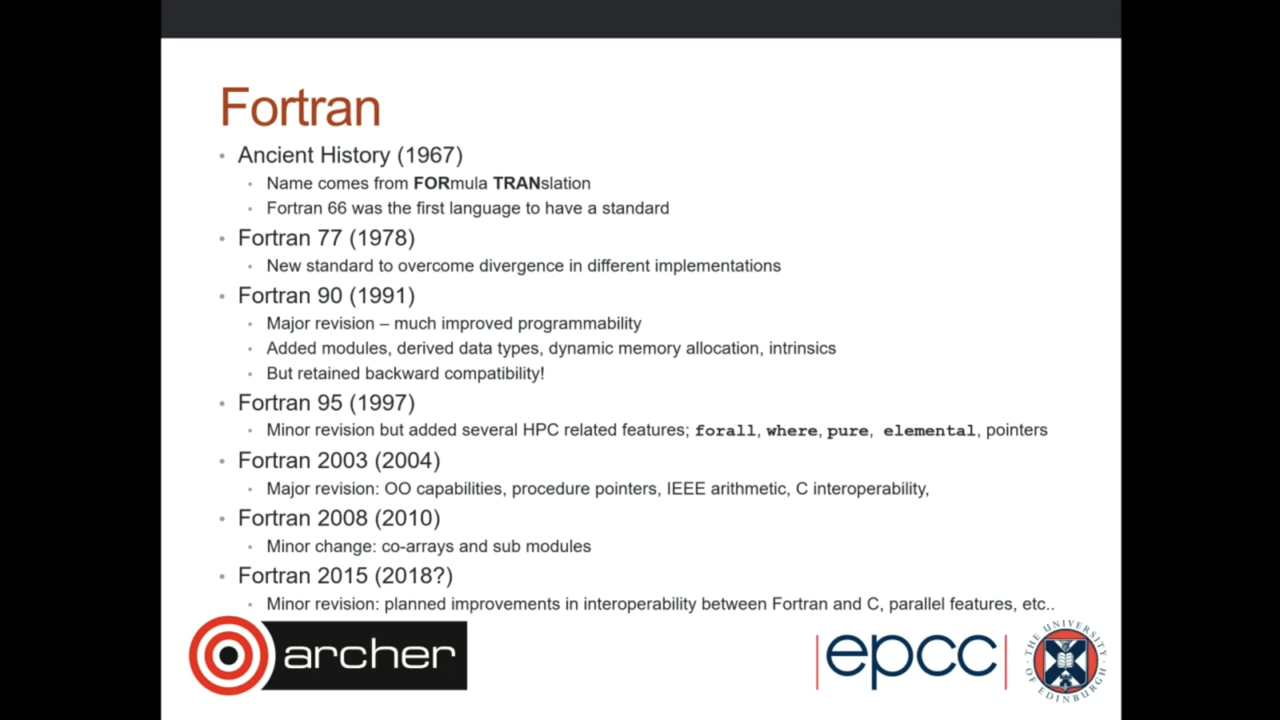 Fortran
• Ancient History (1967)
• Name comes from FORmula TRANslation
• Fortran 66 was the first language to have a standard
• Fortran 77 (1978)
• New standard to overcome divergence in different implementations
• Fortran 90 (1991)
• Major revision – much improved programmability
• Added modules, derived data types, dynamic memory allocation, intrinsics
• But retained backward compatibility!
• Fortran 95 (1997)
• Minor revision but added several HPC related features; forall, where, pure, elemental, pointers
• Fortran 2003 (2004)
• Major revision: OO capabilities, procedure pointers, IEEE arithmetic, C interoperability,
• Fortran 2008 (2010)
• Minor change: co-arrays and sub modules
• Fortran 2015 (2018?)
• Minor revision: planned improvements in interoperability between Fortran and C, parallel features, etc..
archer
|epcc|
THE UNIVERSITY OF EDINBURGH